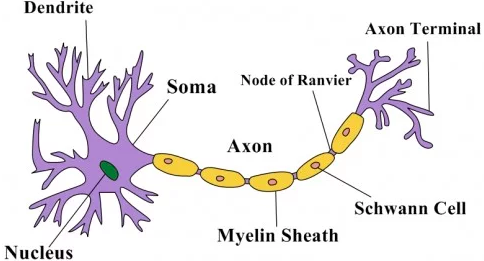 Dendrite
Axon Terminal
Soma
Node of Ranvier
Axon
Schwann Cell
Myelin Sheath
Nucleus